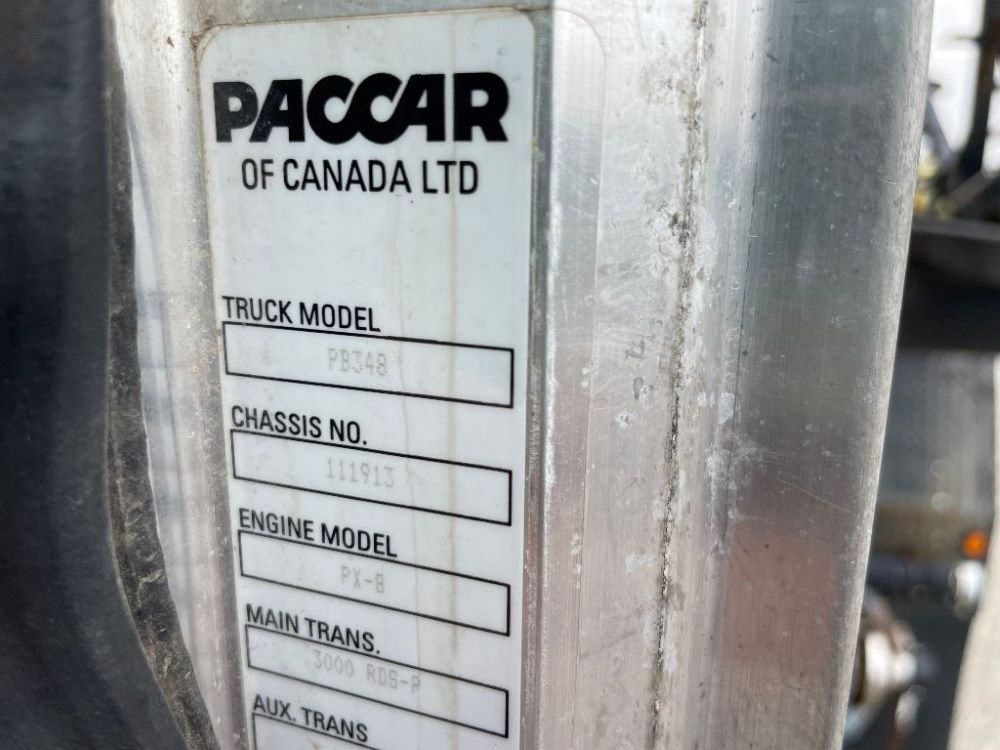 PACCAR
OF CANADA LTD
TRUCK MODEL
PB348
CHASSIS NO.
111913
ENGINE MODEL
PX-8
MAIN TRANS.
3000 RDS-P
AUX. TRANS